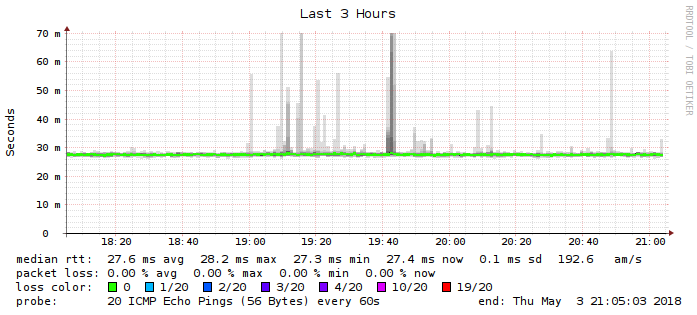 Last 3 Hours
RRDTOOL / TOBI OETIKER
Seconds
70 m
60 m
50 m
40 m
30 m
20 m
10 m
0
18:20 18:40 19:00 19:20 19:40 20:00 20:20 20:40 21:00
median rtt: 27.6 ms avg 28.2 ms max 27.3 ms min 27.4 ms now 0.1 ms sd 192.6 am/s
packet loss: 0.00 % avg 0.00 % max 0.00 % min 0.00 % now
loss color: 0 1/20 2/20 3/20 4/20 10/20 19/20
probe: 20 ICMP Echo Pings (56 Bytes) every 60s end: Thu May 3 21:05:03 2018